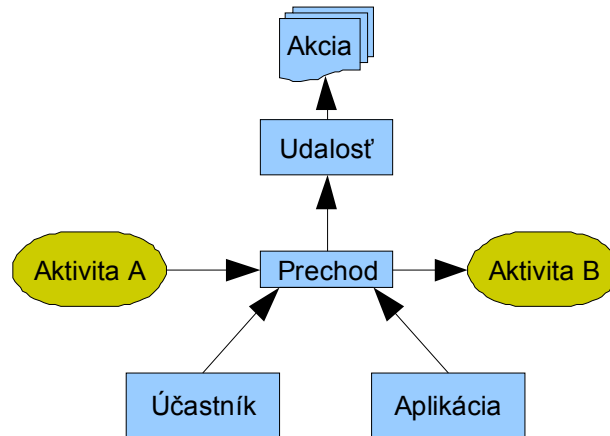 Akcia
Udalosť
Aktivita A
Prechod
Aktivita B
Účastník
Aplikácia